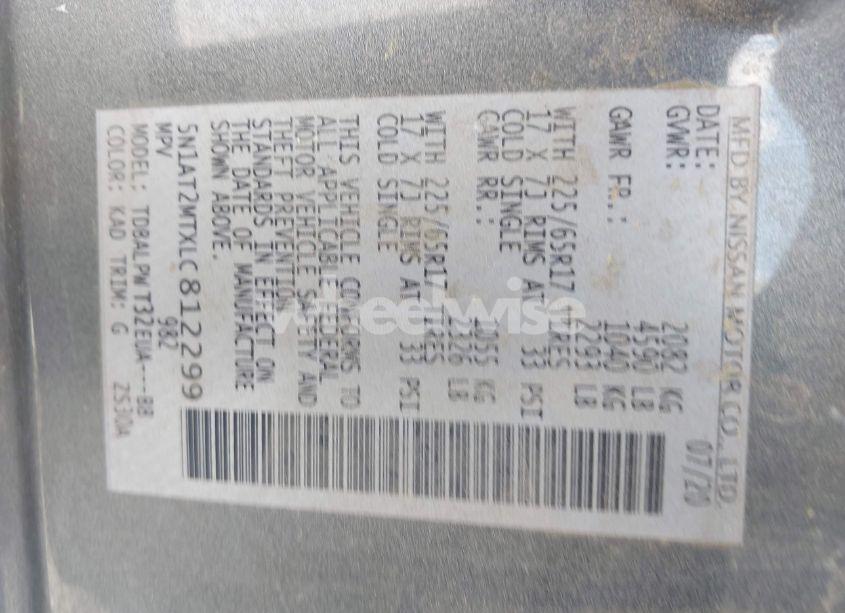 MFD BY NISSAN MOTOR CO., LTD.
DATE: 07/20
GVWR: 2082 KG
4590 LB
GAWR FR.: 1040 KG
2293 LB
WITH 225/65R17 TIRES
17 X 7J RIMS AT 33 PSI
COLD SINGLE
GAWR RR.: 1055 KG
2326 LB
WITH 225/65R17 TIRES
17 X 7J RIMS AT 33 PSI
COLD SINGLE
THIS VEHICLE CONFORMS TO
ALL APPLICABLE FEDERAL
MOTOR VEHICLE SAFETY AND
THEFT PREVENTION
STANDARDS IN EFFECT ON
THE DATE OF MANUFACTURE
SHOWN ABOVE.
5N1AT2MTXLC812299
MPV 982
MODEL: TDBALPWT32EUA---BB
COLOR: KAD TRIM: G ZS30A
wheelwise